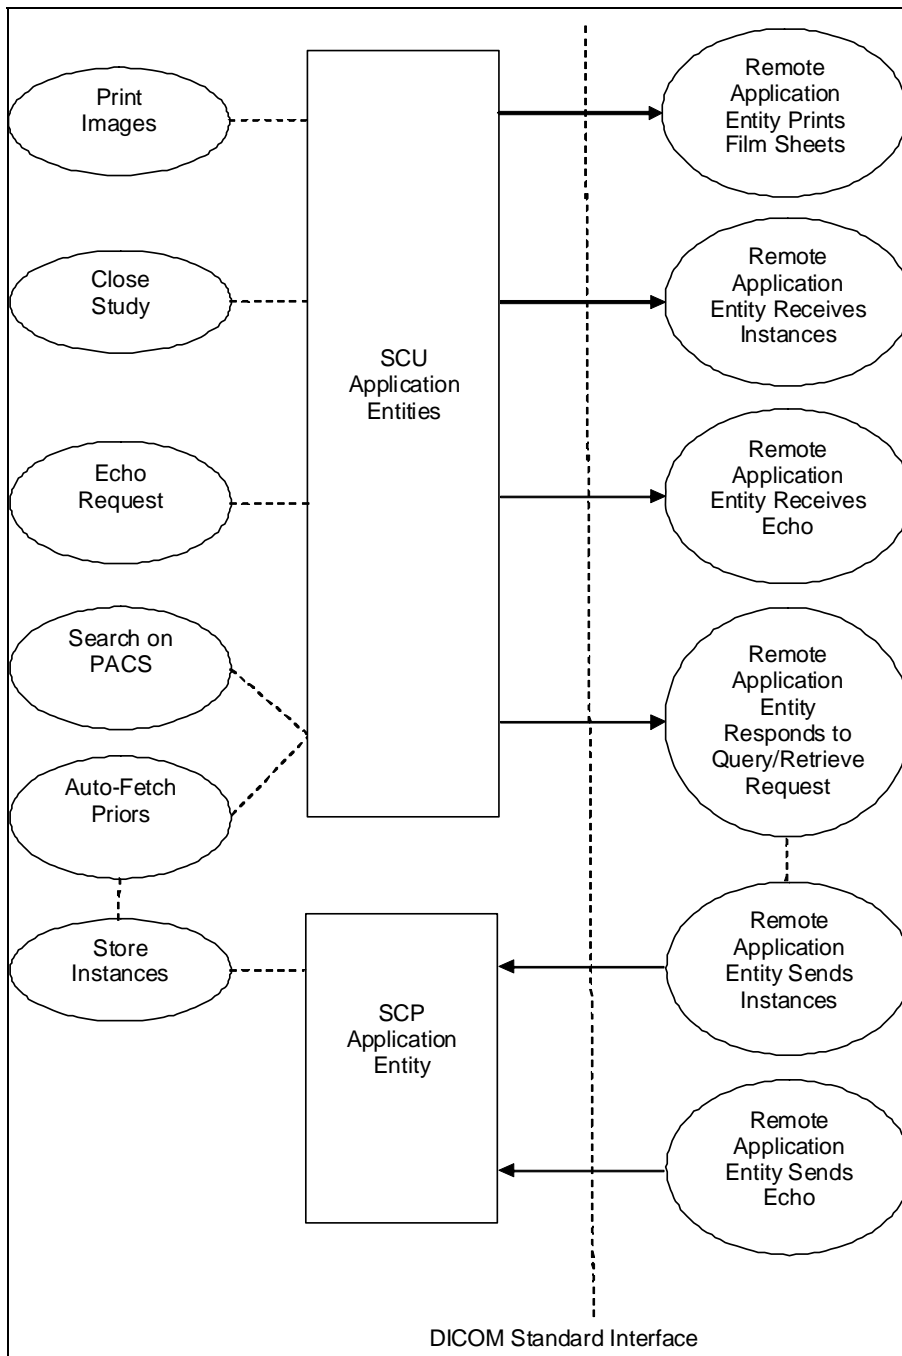 Print
Images
Close
Study
Echo
Request
Search on
PACS
Auto-Fetch
Priors
Store
Instances
SCU
Application
Entities
SCP
Application
Entity
Remote
Application
Entity Prints
Film Sheets
Remote
Application
Entity Receives
Instances
Remote
Application
Entity Receives
Echo
Remote
Application
Entity
Responds to
Query/Retrieve
Request
Remote
Application
Entity Sends
Instances
Remote
Application
Entity Sends
Echo
DICOM Standard Interface